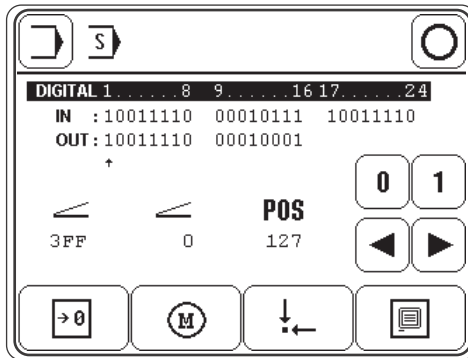 S
DIGITAL 1......8 9......16 17......24
IN :10011110 00010111 10011110
OUT:10011110 00010001
0 1
POS
3FF 0 127
→0 M